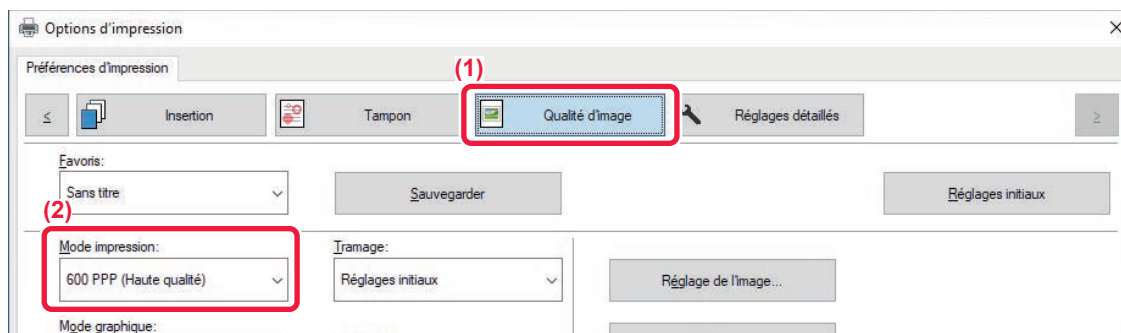 Options d'impression
Préférences d'impression
(1)
≤ Insertion Tampon Qualité d'image Réglages détaillés ≥
Favoris:
Sans titre Sauvegarder Réglages initiaux
(2)
Mode impression: Tramage:
600 PPP (Haute qualité) Réglages initiaux Réglage de l'image...
Mode graphique: